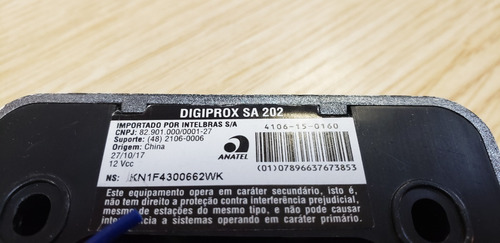 DIGIPROX SA 202
IMPORTADO POR INTELBRAS S/A
CNPJ: 82.901.000/0001-27
Suporte: (48) 2106-0006
Origem: China
27/10/17
12 Vcc
NS: KN1F4300662WK
ANATEL
4106-15-0160
(01)07896637673853
Este equipamento opera em caráter secundário, isto é,
não tem direito a proteção contra interferência prejudicial,
mesmo de estações do mesmo tipo, e não pode causar
interferência a sistemas operando em caráter primário.